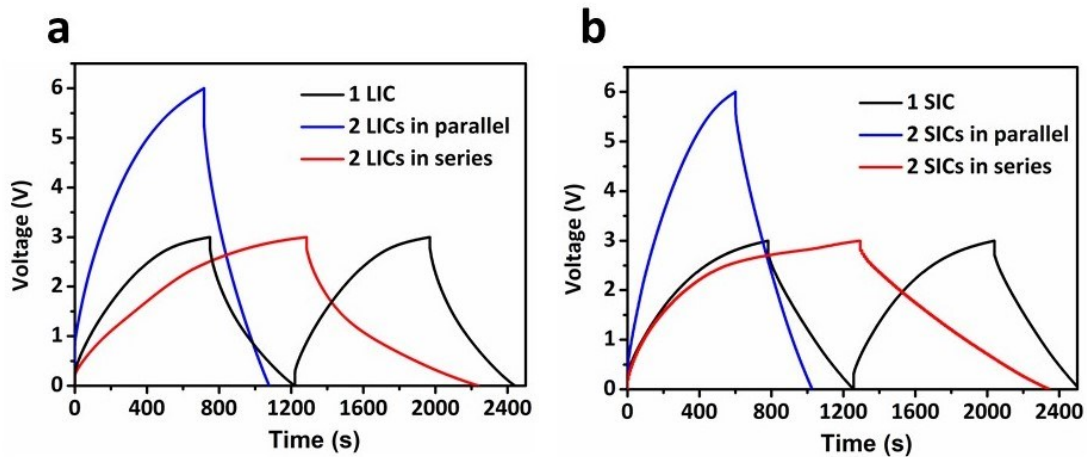 a
6
5
4
3
2
1
0
Voltage (V)
1 LIC
2 LICs in parallel
2 LICs in series
0 400 800 1200 1600 2000 2400
Time (s)
b
6
5
4
3
2
1
0
Voltage (V)
1 SIC
2 SICs in parallel
2 SICs in series
0 400 800 1200 1600 2000 2400
Time (s)